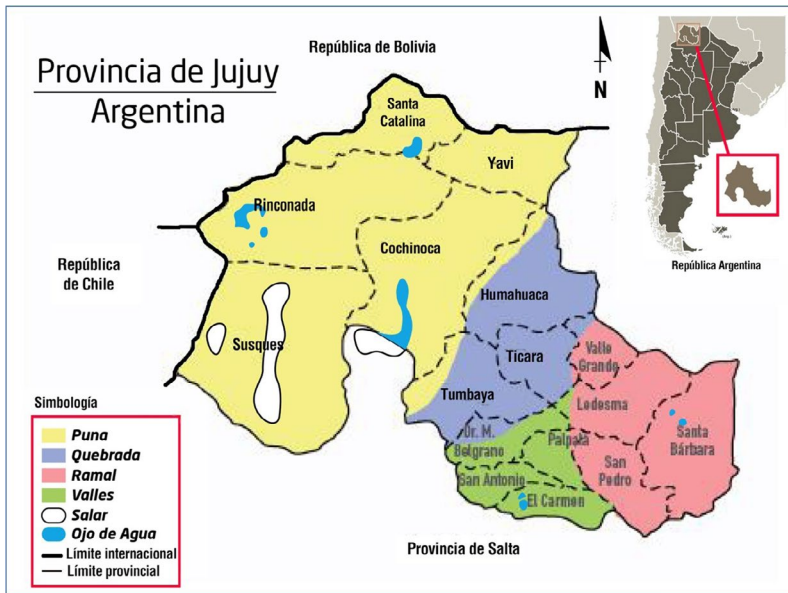 Provincia de Jujuy
Argentina
República de Bolivia
N
Santa
Catalina
Yavi
Rinconada
Cochinoca
República
de Chile
República Argentina
Humahuaca
Susques
Ticara
Valle
Grande
Tumbaya
Ledesma
Dr. M.
Belgrano
Palpalá
Santa
Bárbara
San
Pedro
San Antonio
El Carmen
Provincia de Salta
Simbología
Puna
Quebrada
Ramal
Valles
Salar
Ojo de Agua
Límite internacional
Límite provincial